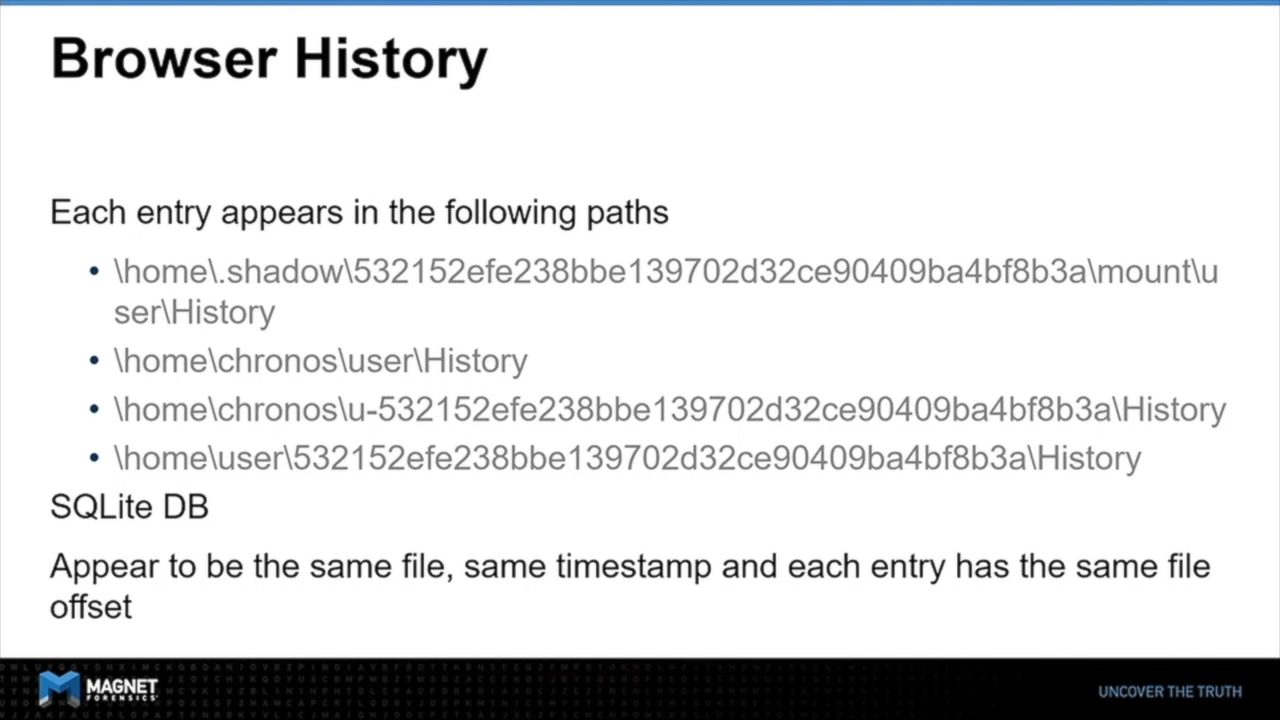 Browser History
Each entry appears in the following paths
• \home\.shadow\532152efe238bbe139702d32ce90409ba4bf8b3a\mount\u
ser\History
• \home\chronos\user\History
• \home\chronos\u-532152efe238bbe139702d32ce90409ba4bf8b3a\History
• \home\user\532152efe238bbe139702d32ce90409ba4bf8b3a\History
SQLite DB
Appear to be the same file, same timestamp and each entry has the same file
offset
MAGNET
FORENSICS
UNCOVER THE TRUTH